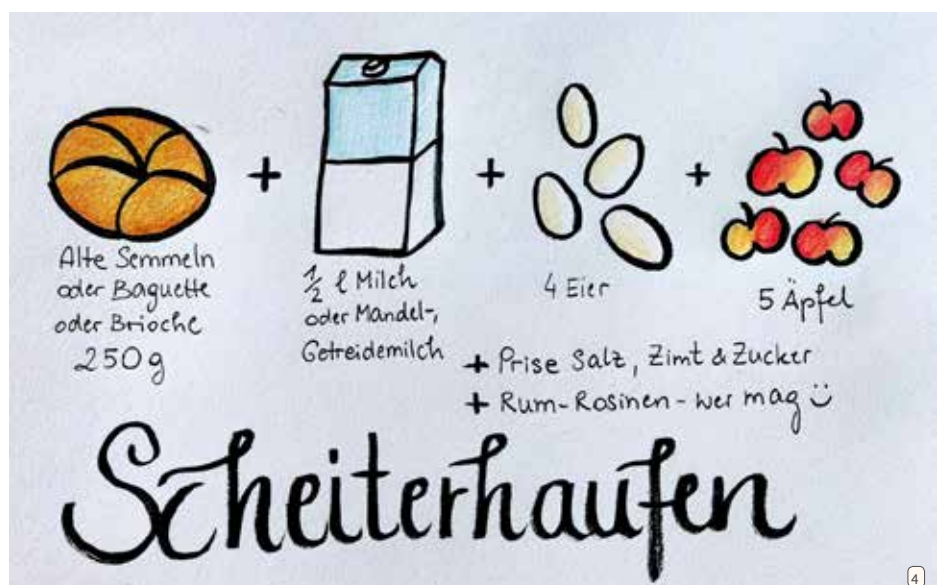 + + +
Alte Semmeln
oder Baguette
oder Brioche
250g
½ l Milch
oder Mandel-,
Getreidemilch
4 Eier
5 Äpfel
+ Prise Salz, Zimt & Zucker
+ Rum-Rosinen - wer mag ü
Scheiterhaufen
4